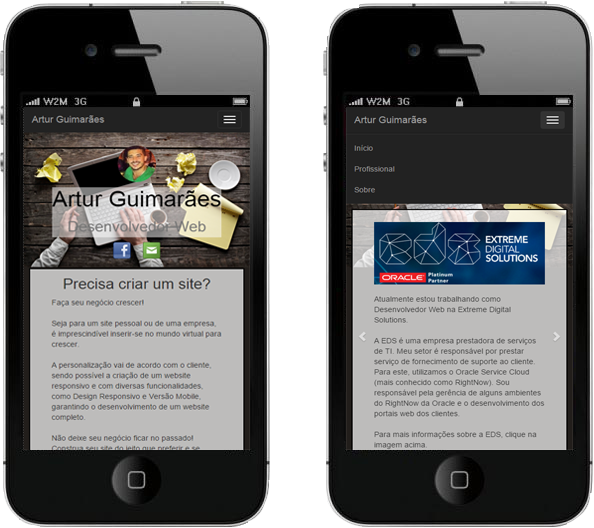 W2M 3G
Artur Guimarães
Artur Guimarães
Desenvolvedor Web
Precisa criar um site?
Faça seu negócio crescer!
Seja para um site pessoal ou de uma empresa,
é imprescindível inserir-se no mundo virtual para
crescer.
A personalização vai de acordo com o cliente,
sendo possível a criação de um website
responsivo e com diversas funcionalidades,
como Design Responsivo e Versão Mobile,
garantindo o desenvolvimento de um website
completo.
Não deixe seu negócio ficar no passado!
Construa seu site do jeito que preferir e se
W2M 3G
Artur Guimarães
Início
Profissional
Sobre
eds EXTREME
DIGITAL
SOLUTIONS
ORACLE Platinum
Partner
Atualmente estou trabalhando como
Desenvolvedor Web na Extreme Digital
Solutions.
A EDS é uma empresa prestadora de serviços
de TI. Meu setor é responsável por prestar
serviço de fornecimento de suporte ao cliente.
Para este, utilizamos o Oracle Service Cloud
(mais conhecido como RightNow). Sou
responsável pela gerência de alguns ambientes
do RightNow da Oracle e o desenvolvimento dos
portais web dos clientes.
Para mais informações sobre a EDS, clique na
imagem acima.